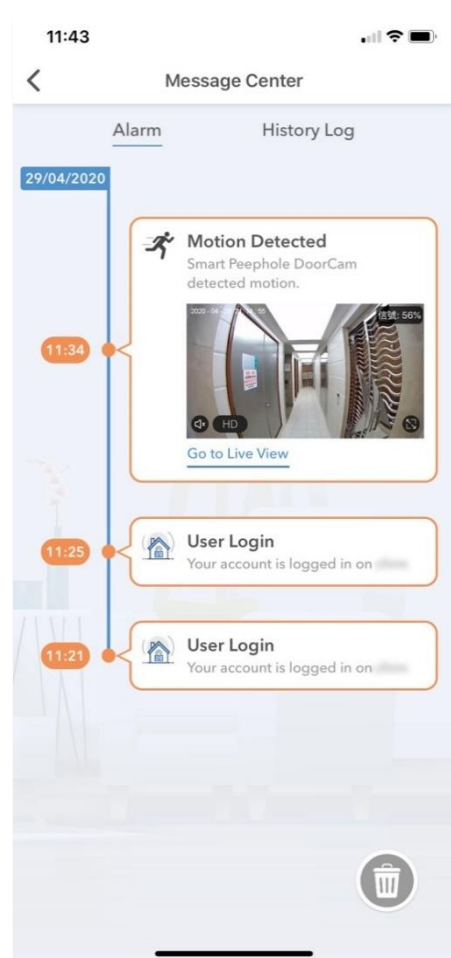 11:43
Message Center
Alarm
History Log
29/04/2020
Motion Detected
Smart Peephole DoorCam
detected motion.
信號: 56%
11:34
HD
Go to Live View
11:25
User Login
Your account is logged in on
11:21
User Login
Your account is logged in on